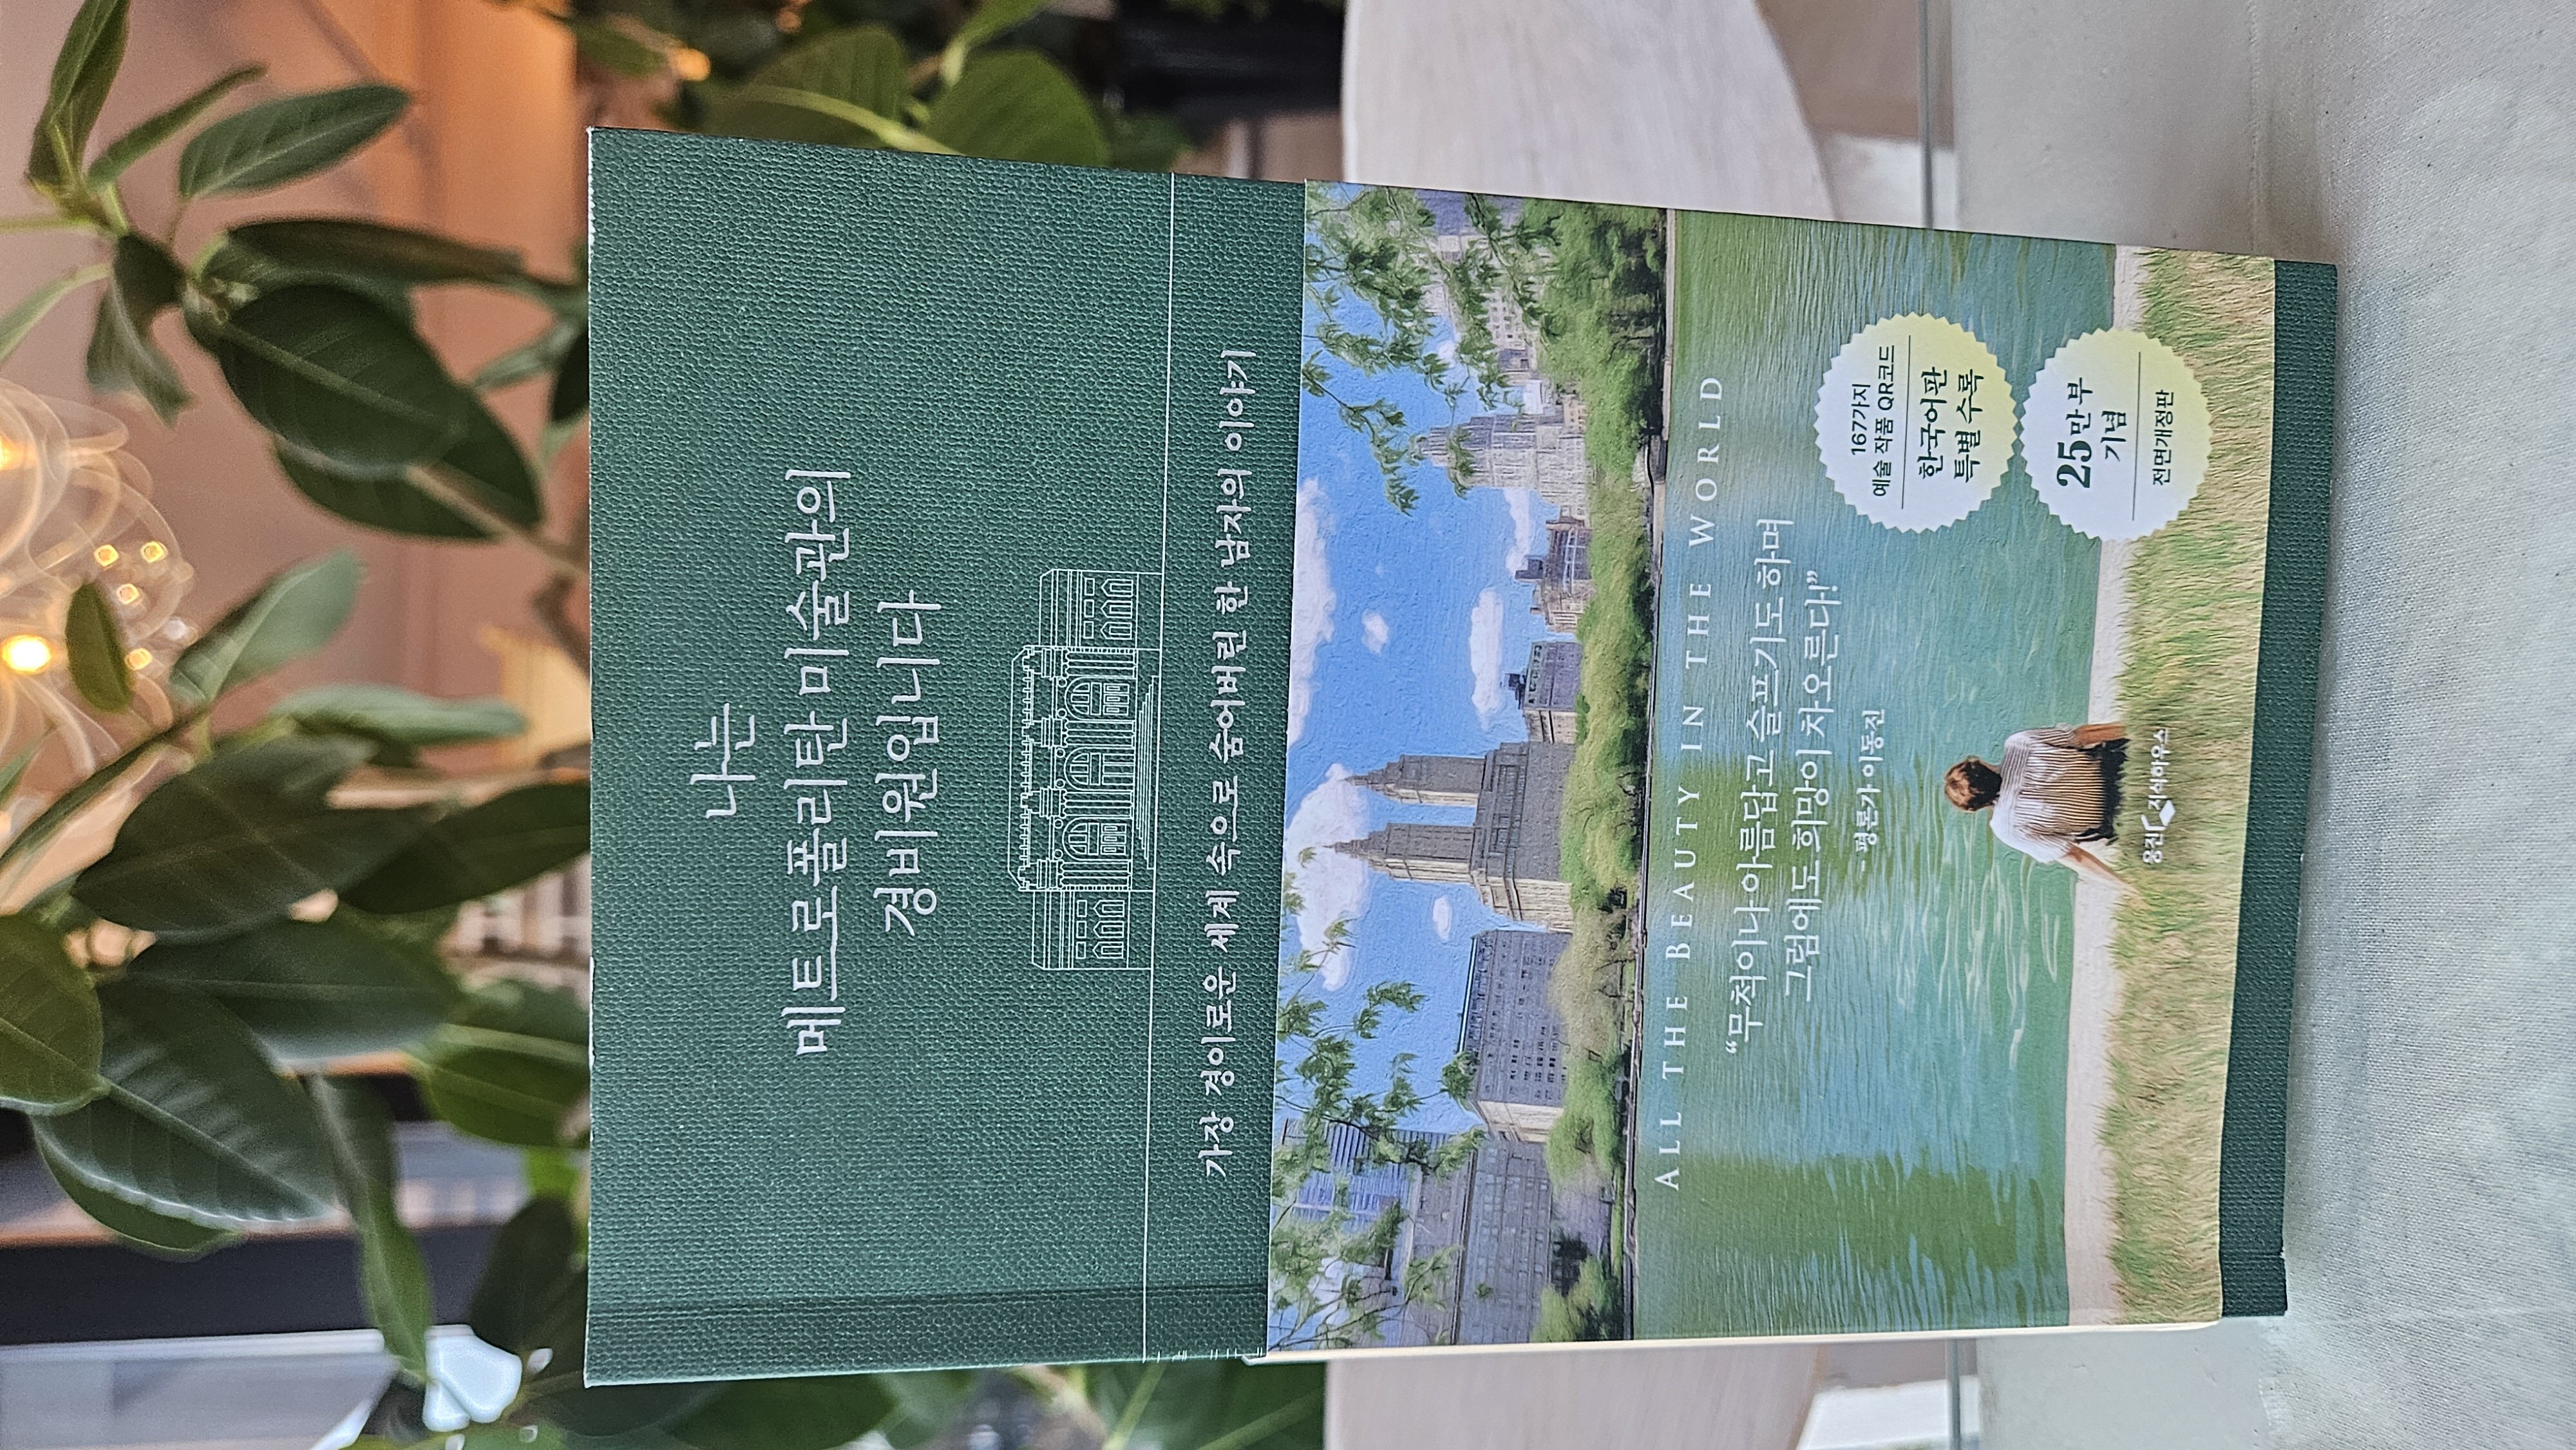 나는
메트로폴리탄 미술관의
경비원입니다
가장 경이로운 세계 속으로 숨어버린 한 남자의 이야기
ALL THE BEAUTY IN THE WORLD
“무척이나 아름답고 슬프기도 하며
그럼에도 희망이 차오른다!”
- 평론가 이동진
167가지
예술 작품 QR코드
한국어판
특별 수록
25만 부
기념
전면개정판
웅진 지식하우스